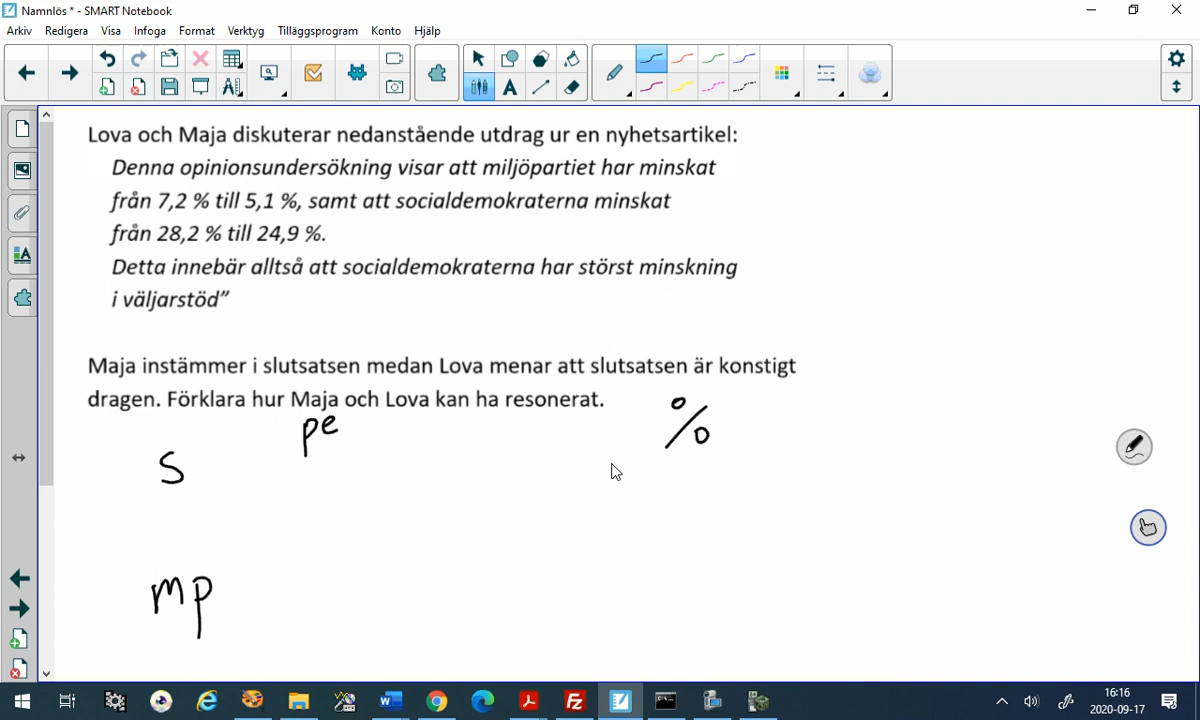 Namnlös * - SMART Notebook
Arkiv Redigera Visa Infoga Format Verktyg Tilläggsprogram Konto Hjälp
Lova och Maja diskuterar nedanstående utdrag ur en nyhetsartikel:
Denna opinionsundersökning visar att miljöpartiet har minskat
från 7,2 % till 5,1 %, samt att socialdemokraterna minskat
från 28,2 % till 24,9 %.
Detta innebär alltså att socialdemokraterna har störst minskning
i väljarstöd”
Maja instämmer i slutsatsen medan Lova menar att slutsatsen är konstigt
dragen. Förklara hur Maja och Lova kan ha resonerat.
pe %
S
mp
16:16
2020-09-17